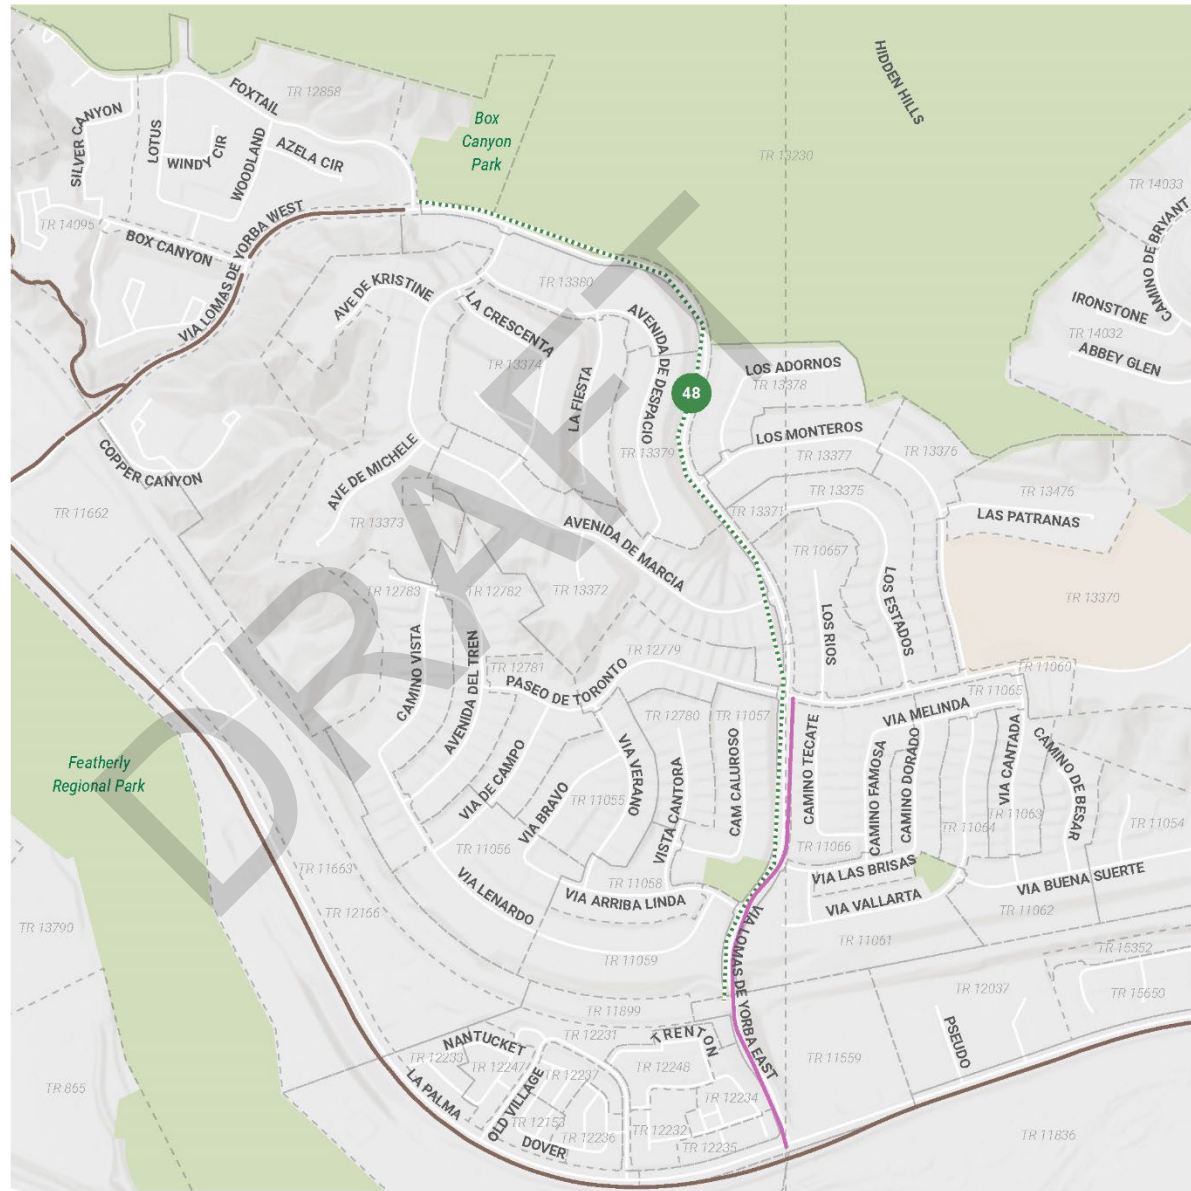 HIDDEN HILLS
FOXTAIL
TR 12858
SILVER CANYON
LOTUS
WINDY CIR
WOODLAND
AZELA CIR
Box
Canyon
Park
TR 13230
TR 14033
CAMINO DE BRYANT
TR 14095
BOX CANYON
VIA LOMAS DE YORBA WEST
AVE DE KRISTINE
TR 13380
LA CRESCENTA
AVENIDA DE DESPACIO
IRONSTONE
TR 14032
ABBEY GLEN
TR 13374
LA FIESTA
48
LOS ADORNOS
TR 13378
COPPER CANYON
AVE DE MICHELE
TR 13379
LOS MONTEROS
TR 13377
TR 13376
TR 11662
TR 13373
AVENIDA DE MARCIA
TR 13371
TR 13375
TR 13476
LAS PATRANAS
TR 10657
TR 12783
TR 12782
TR 13372
LOS RIOS
LOS ESTADOS
TR 13370
CAMINO VISTA
AVENIDA DEL TREN
TR 12781
PASEO DE TORONTO
TR 12779
TR 11060
TR 11065
VIA MELINDA
TR 12780
TR 11057
CAMINO TECATE
Featherly
Regional Park
VIA DE CAMPO
VIA BRAVO
VIA VERANO
VISTA CANTORA
CAM CALUROSO
CAMINO FAMOSA
CAMINO DORADO
VIA CANTADA
CAMINO DE BESAR
TR 11055
TR 11056
TR 11066
TR 11064
TR 11063
TR 11054
TR 11663
VIA LENARDO
TR 11058
VIA ARRIBA LINDA
VIA LAS BRISAS
VIA VALLARTA
VIA BUENA SUERTE
TR 12166
TR 11062
TR 13790
TR 11059
VIA LOMAS DE YORBA EAST
TR 11061
TR 15352
TR 12037
TR 15650
TR 11899
TR 12231
NANTUCKET
TRENTON
PSEUDO
TR 12233
TR 12247
TR 12237
TR 12248
TR 11559
TR 865
LA PALMA
OLD VILLAGE
TR 12153
TR 12234
DOVER
TR 12236
TR 12232
TR 12235
TR 11836
DRAFT